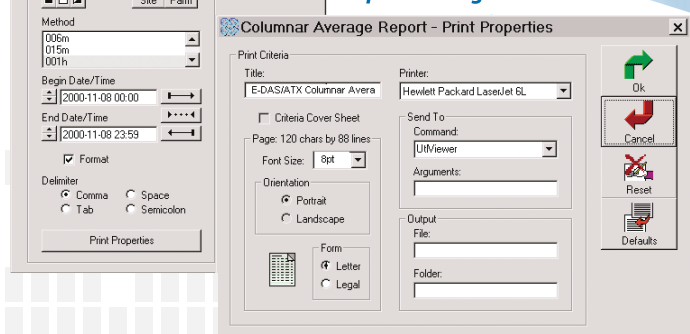 Site Parm
Method
006m
015m
001h
Begin Date/Time
2000-11-08 00:00
End Date/Time
2000-11-08 23:59
Format
Delimiter
Comma
Space
Tab
Semicolon
Print Properties
Columnar Average Report - Print Properties
Print Criteria
Title:
E-DAS/ATX Columnar Avera
Criteria Cover Sheet
Page: 120 chars by 88 lines
Font Size: 8pt
Orientation
Portrait
Landscape
Form
Letter
Legal
Printer:
Hewlett Packard LaserJet 6L
Send To
Command:
UtlViewer
Arguments:
Output
File:
Folder:
Ok
Cancel
Reset
Defaults